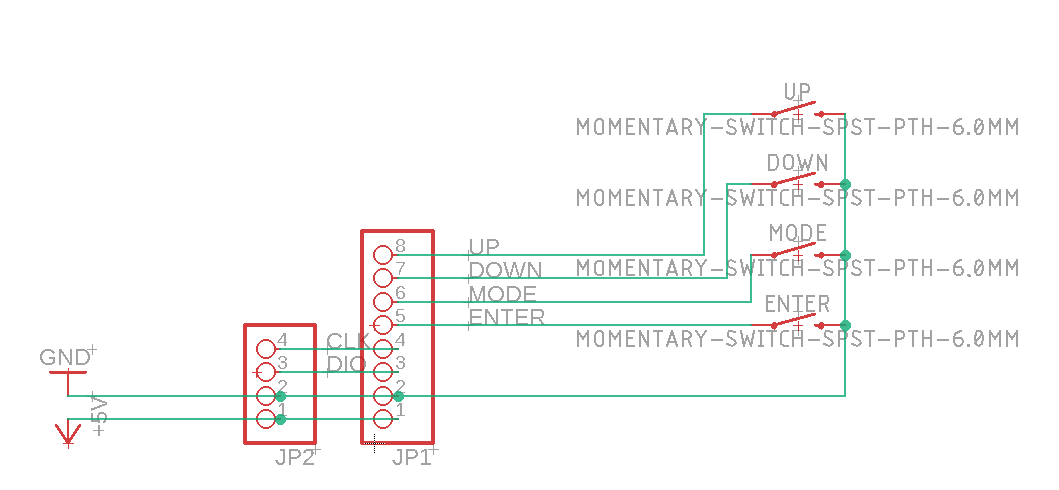 UP
MOMENTARY-SWITCH-SPST-PTH-6.0MM
DOWN
MOMENTARY-SWITCH-SPST-PTH-6.0MM
MODE
8 UP
7 DOWN
MOMENTARY-SWITCH-SPST-PTH-6.0MM
6 MODE
ENTER
5 ENTER
MOMENTARY-SWITCH-SPST-PTH-6.0MM
4 CLK 4
GND
3 DIO 3
2 2
+5V
1 1
JP2 JP1